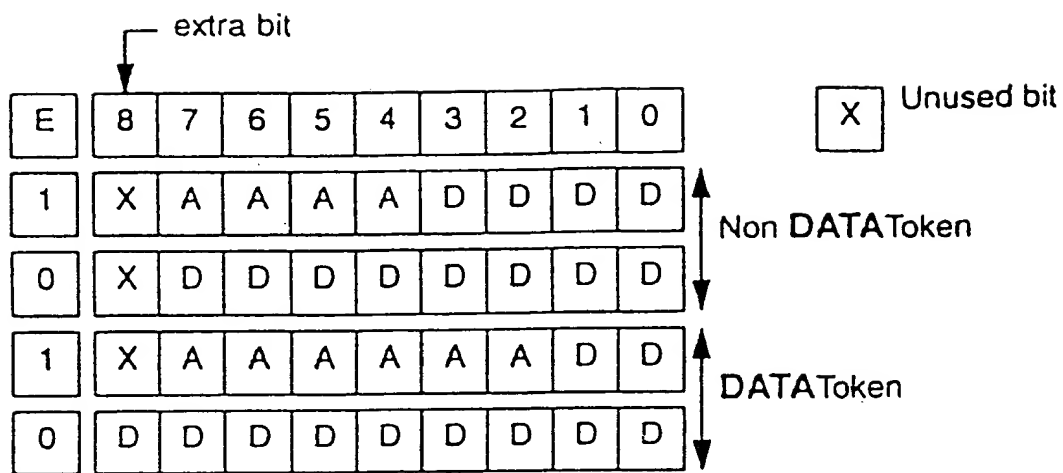 extra bit
E 8 7 6 5 4 3 2 1 0
X Unused bit
1 X A A A A D D D D
Non DATAToken
0 X D D D D D D D D
1 X A A A A A A D D
DATAToken
0 D D D D D D D D D